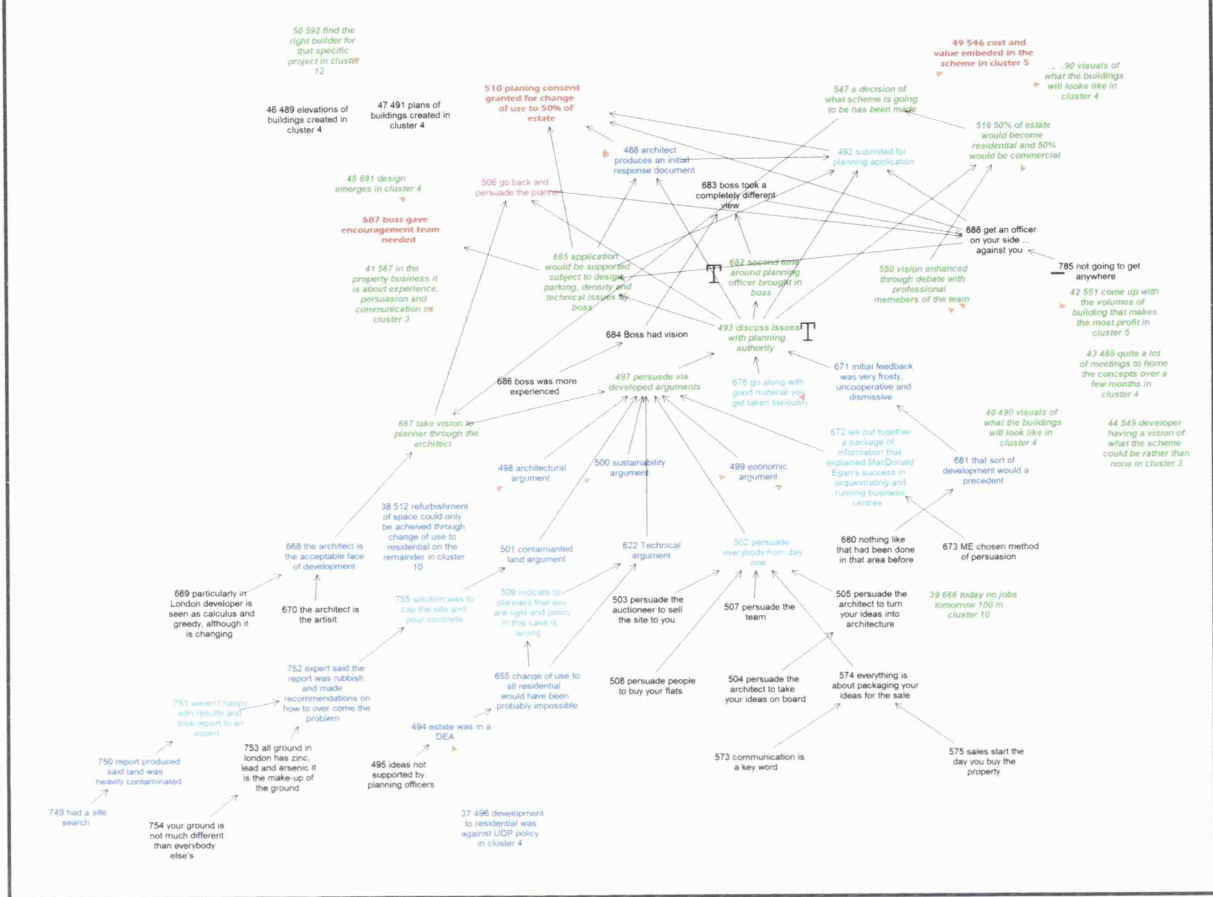 50 592 find the
right builder for
that specific
project in cluster
12
49 546 cost and
value embeded in the
scheme in cluster 5
90 visuals of
what the buildings
will looke like in
cluster 4
46 489 elevations of
buildings created in
cluster 4
47 491 plans of
buildings created in
cluster 4
510 planing consent
granted for change
of use to 50% of
estate
547 a decision of
what scheme is going
to be has been made
516 50% of estate
would become
residential and 50%
would be commercial
488 architect
produces an initial
response document
492 submited for
planning application
45 691 design
emerges in cluster 4
506 go back and
persuade the planner
683 boss took a
completely different
view
687 boss gave
encouragement team
needed
688 get an officer
on your side ...
against you
41 567 in the
property business it
is about experience,
persuasion and
communication in
cluster 3
685 application
would be supported
subject to design,
parking, density and
technical issues by
boss
T
682 second time
around planning
officer brought in
boss
550 vision enhanced
through debate with
professional
memebers of the team
785 not going to get
anywhere
42 551 come up with
the volumes of
building that makes
the most profit in
cluster 5
684 Boss had vision
493 discuss issues
with planning
authority
T
686 boss was more
experienced
497 persuade via
developed arguments
676 go along with
good material you
get taken seriously
671 initial feedback
was very frosty,
uncooperative and
dismissive
43 485 quite a lot
of meetings to home
the concepts over a
few months in
cluster 4
667 take vision to
planner through the
architect
40 490 visuals of
what the buildings
will look like in
cluster 4
44 549 developer
having a vision of
what the scheme
could be rather than
none in cluster 3
498 architectural
argument
500 sustainability
argument
499 economic
argument
672 we put together
a package of
information that
explained MacDonald
Egan's success in
orquestrating and
running business
centres
681 that sort of
development would a
precedent
38 512 refurbishment
of space could only
be acheived through
change of use to
residential on the
remainder in cluster
10
668 the architect is
the acceptable face
of development
501 contamianted
land argument
622 Technical
argument
502 persuade
everybody from day
one
680 nothing like
that had been done
in that area before
673 ME chosen method
of persuasion
669 particularly in
London developer is
seen as calculus and
greedy, although it
is changing
670 the architect is
the artisit
755 solution was to
cap the site and
pour concrete
509 indicate to
planners that you
are right and policy
in this case is
wrong
503 persuade the
auctioneer to sell
the site to you
507 persuade the
team
505 persuade the
architect to turn
your ideas into
architecture
39 666 today no jobs
tomorrow 100 in
cluster 10
752 expert said the
report was rubbish
and made
recommendations on
how to over come the
problem
655 change of use to
all residential
would have been
probably impossible
508 persuade people
to buy your flats
504 persuade the
architect to take
your ideas on board
574 everything is
about packaging your
ideas for the sale
751 weren't happy
with results and
took report to an
expert
494 estate was in a
DEA
753 all ground in
london has zinc,
lead and arsenic it
is the make-up of
the ground
495 ideas not
supported by
planning officers
573 communication is
a key word
575 sales start the
day you buy the
property
750 report produced
said land was
heavily contaminated
749 had a site
search
754 your ground is
not much different
than everybody
else's
37 496 development
to residential was
against UDP policy
in cluster 4